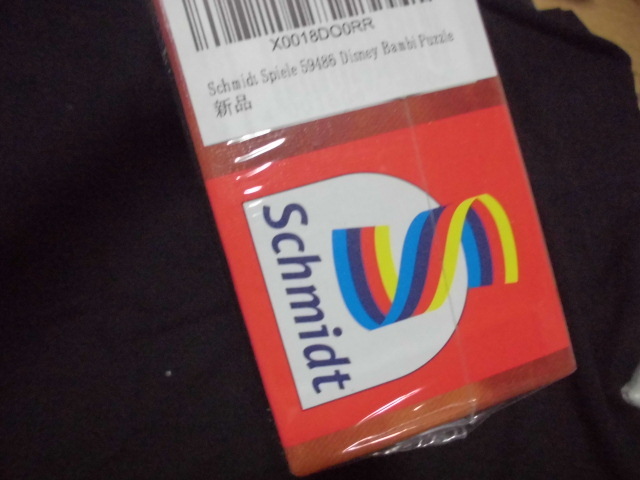 X0018DO0RR
Schmidt Spiele 59486 Disney Bambi Puzzle
新品
Schmidt